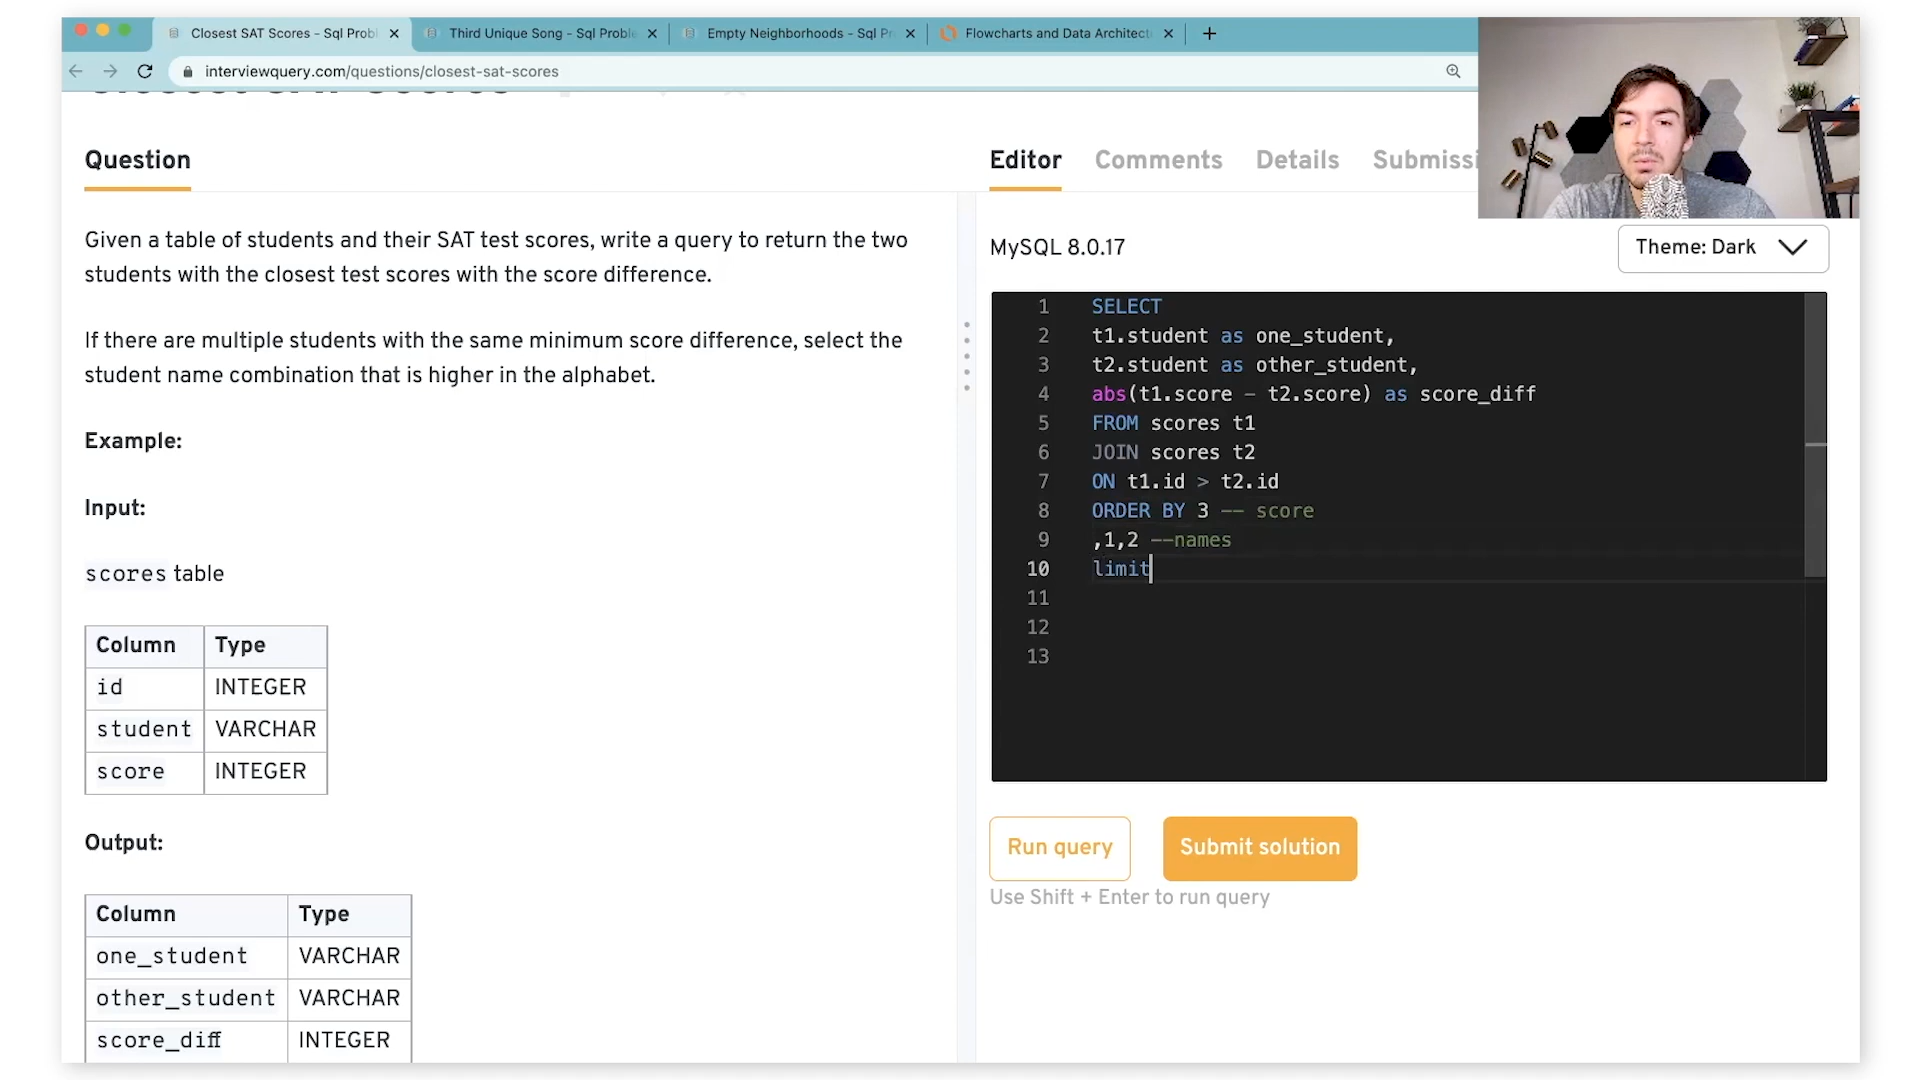 Closest SAT Scores - Sql Probl
Third Unique Song - Sql Proble
Empty Neighborhoods - Sql Pr
Flowcharts and Data Architect
interviewquery.com/questions/closest-sat-scores
Question
Given a table of students and their SAT test scores, write a query to return the two
students with the closest test scores with the score difference.
If there are multiple students with the same minimum score difference, select the
student name combination that is higher in the alphabet.
Example:
Input:
scores table
Column Type
id INTEGER
student VARCHAR
score INTEGER
Output:
Column Type
one_student VARCHAR
other_student VARCHAR
score_diff INTEGER
Editor Comments Details Submissi
MySQL 8.0.17
Theme: Dark
1 SELECT
2 t1.student as one_student,
3 t2.student as other_student,
4 abs(t1.score - t2.score) as score_diff
5 FROM scores t1
6 JOIN scores t2
7 ON t1.id > t2.id
8 ORDER BY 3 -- score
9 ,1,2 --names
10 limit
11
12
13
Run query
Submit solution
Use Shift + Enter to run query